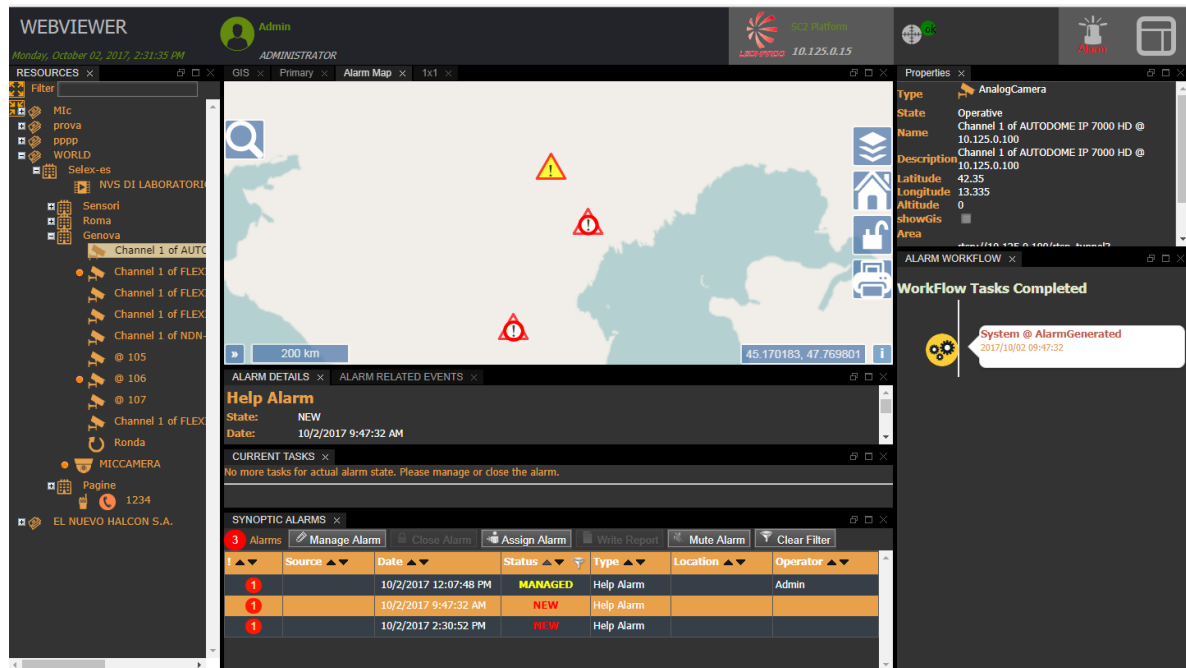 WEBVIEWER
Monday, October 02, 2017, 2:31:35 PM
Admin
ADMINISTRATOR
SC2 Platform
10.125.0.15
ok
Alarm
RESOURCES
Filter
MIc
prova
pppp
WORLD
Selex-es
NVS DI LABORATORI
Sensori
Roma
Genova
Channel 1 of AUTO
Channel 1 of FLEX
Channel 1 of FLEX
Channel 1 of FLEX
Channel 1 of NDN-
@ 105
@ 106
@ 107
Channel 1 of FLEX
Ronda
MICCAMERA
Pagine
1234
EL NUEVO HALCON S.A.
GIS Primary Alarm Map 1x1
200 km
45.170183, 47.769801
ALARM DETAILS ALARM RELATED EVENTS
Help Alarm
State: NEW
Date: 10/2/2017 9:47:32 AM
CURRENT TASKS
No more tasks for actual alarm state. Please manage or close the alarm.
SYNOPTIC ALARMS
3 Alarms Manage Alarm Close Alarm Assign Alarm Write Report Mute Alarm Clear Filter
! Source Date Status Type Location Operator
1 10/2/2017 12:07:48 PM MANAGED Help Alarm Admin
1 10/2/2017 9:47:32 AM NEW Help Alarm
1 10/2/2017 2:30:52 PM NEW Help Alarm
Properties
Type AnalogCamera
State Operative
Name Channel 1 of AUTODOME IP 7000 HD @
10.125.0.100
Description Channel 1 of AUTODOME IP 7000 HD @
10.125.0.100
Latitude 42.35
Longitude 13.335
Altitude 0
showGis
Area
ALARM WORKFLOW
WorkFlow Tasks Completed
System @ AlarmGenerated
2017/10/02 09:47:32